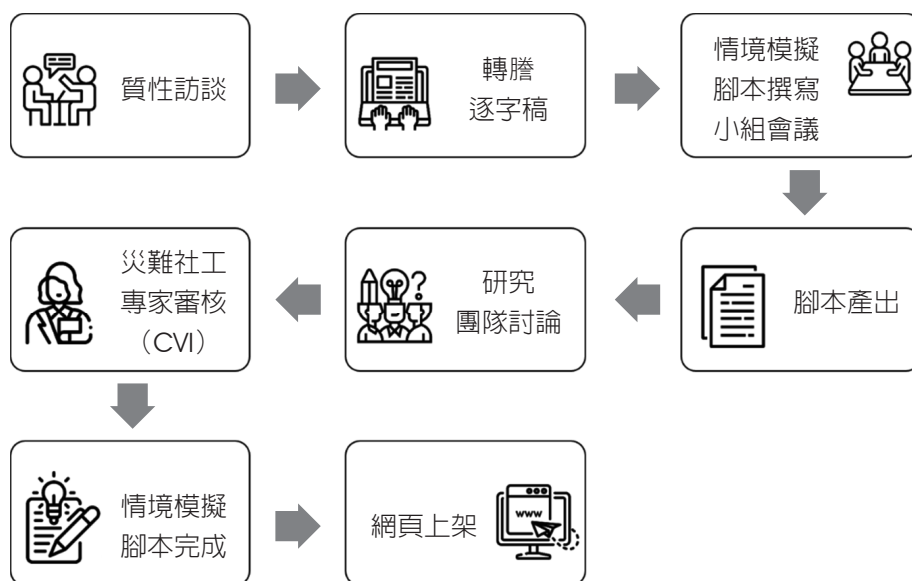 質性訪談
轉謄
逐字稿
情境模擬
腳本撰寫
小組會議
腳本產出
研究
團隊討論
災難社工
專家審核
（CVI）
情境模擬
腳本完成
網頁上架
www